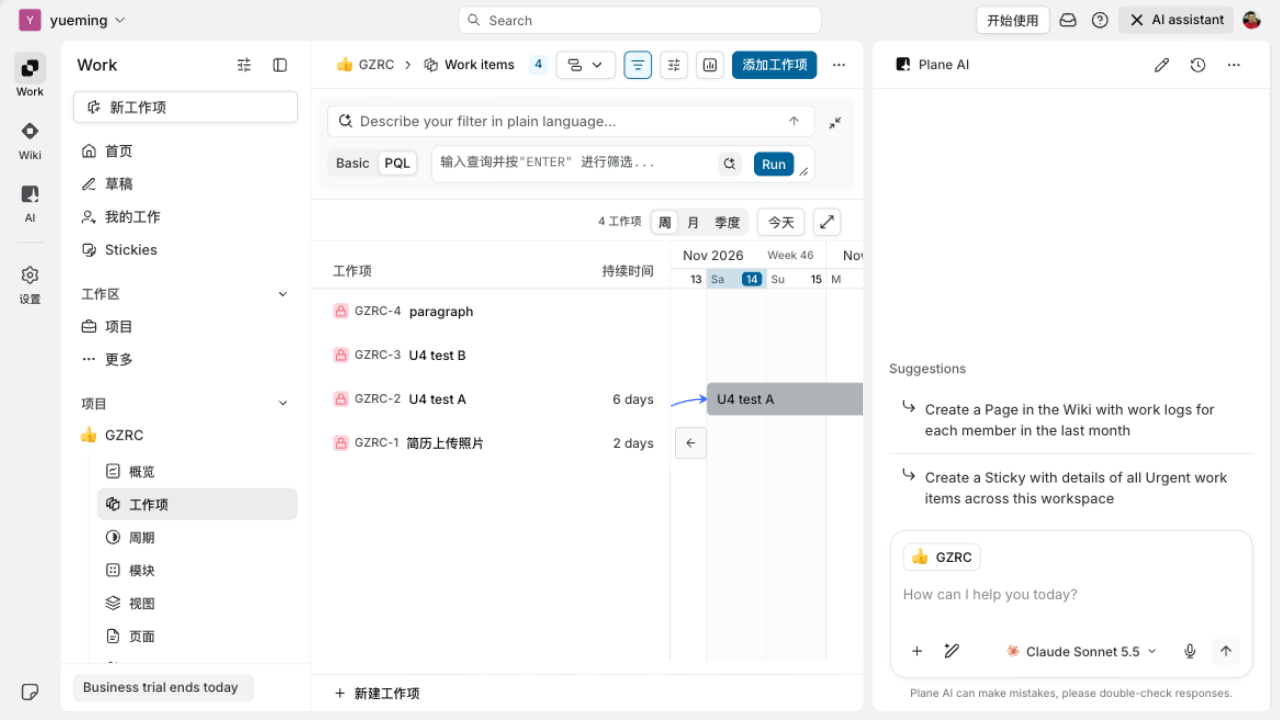 Y yueming
Search
开始使用
AI assistant
Work
Wiki
AI
设置
Work
新工作项
首页
草稿
我的工作
Stickies
工作区
项目
更多
项目
👍 GZRC
概览
工作项
周期
模块
视图
页面
Business trial ends today
👍 GZRC > Work items 4
添加工作项
Describe your filter in plain language...
Basic PQL
输入查询并按"ENTER" 进行筛选...
Run
4 工作项 周 月 季度 今天
工作项 持续时间
Nov 2026 Week 46 Nov
13 Sa 14 Su 15 M
GZRC-4 paragraph
GZRC-3 U4 test B
GZRC-2 U4 test A 6 days U4 test A
GZRC-1 简历上传照片 2 days
+ 新建工作项
Plane AI
Suggestions
Create a Page in the Wiki with work logs for
each member in the last month
Create a Sticky with details of all Urgent work
items across this workspace
👍 GZRC
How can I help you today?
Claude Sonnet 5.5
Plane AI can make mistakes, please double-check responses.